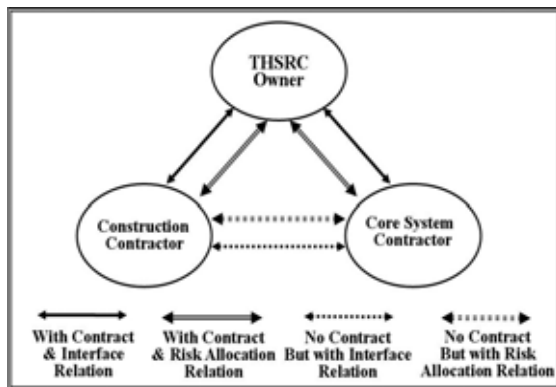 THSRC
Owner
Construction
Contractor
Core System
Contractor
With Contract
& Interface
Relation
With Contract
& Risk Allocation
Relation
No Contract
But with Interface
Relation
No Contract
But with Risk
Allocation Relation